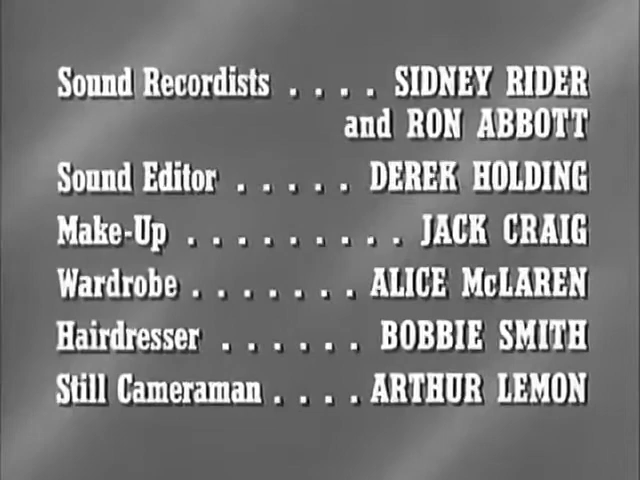 Sound Recordists . . . . SIDNEY RIDER
and RON ABBOTT
Sound Editor . . . . . DEREK HOLDING
Make-Up . . . . . . . . . JACK CRAIG
Wardrobe . . . . . . . ALICE McLAREN
Hairdresser . . . . . . BOBBIE SMITH
Still Cameraman . . . . ARTHUR LEMON